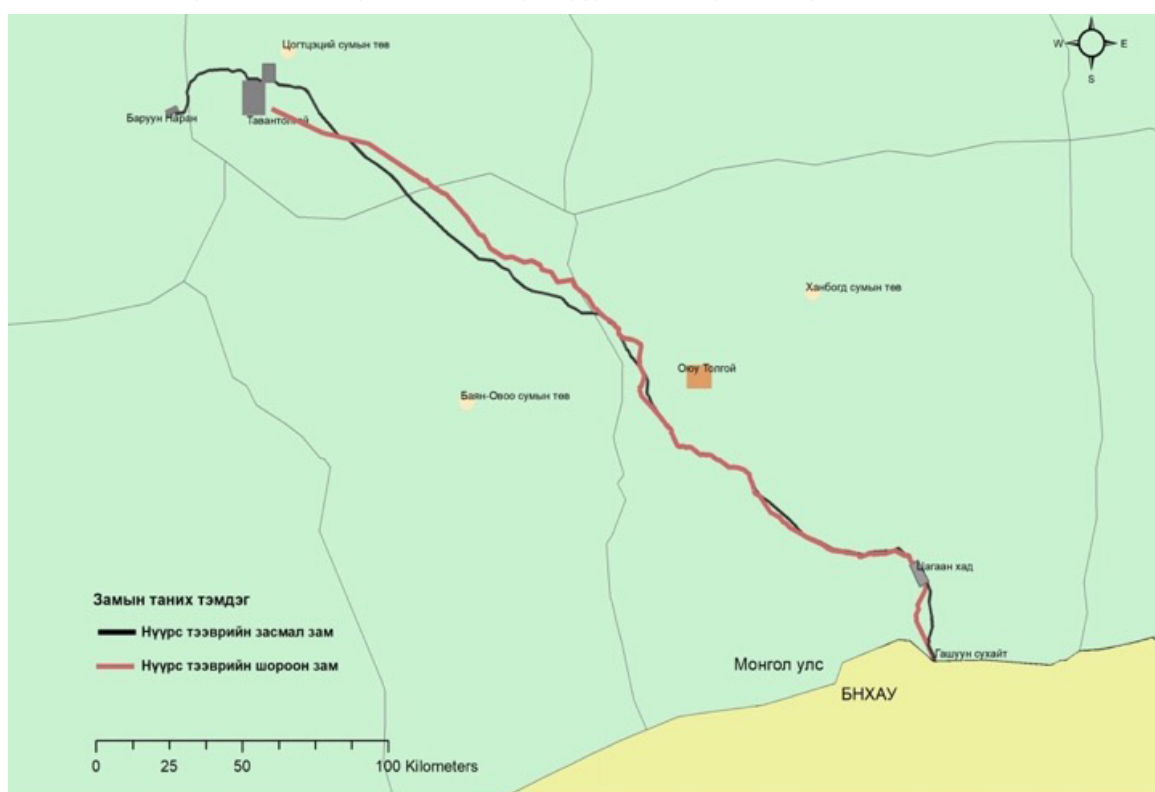 Цогтцэций сумын төв
W
E
S
Баруун Наран
Тавантолгой
Ханбогд сумын төв
Оюу Толгой
Баян-Овоо сумын төв
Цагаан хад
Замын таних тэмдэг
Нүүрс тээврийн засмал зам
Нүүрс тээврийн шороон зам
Гашуун сухайт
Монгол улс
БНХАУ
0 25 50 100 Kilometers